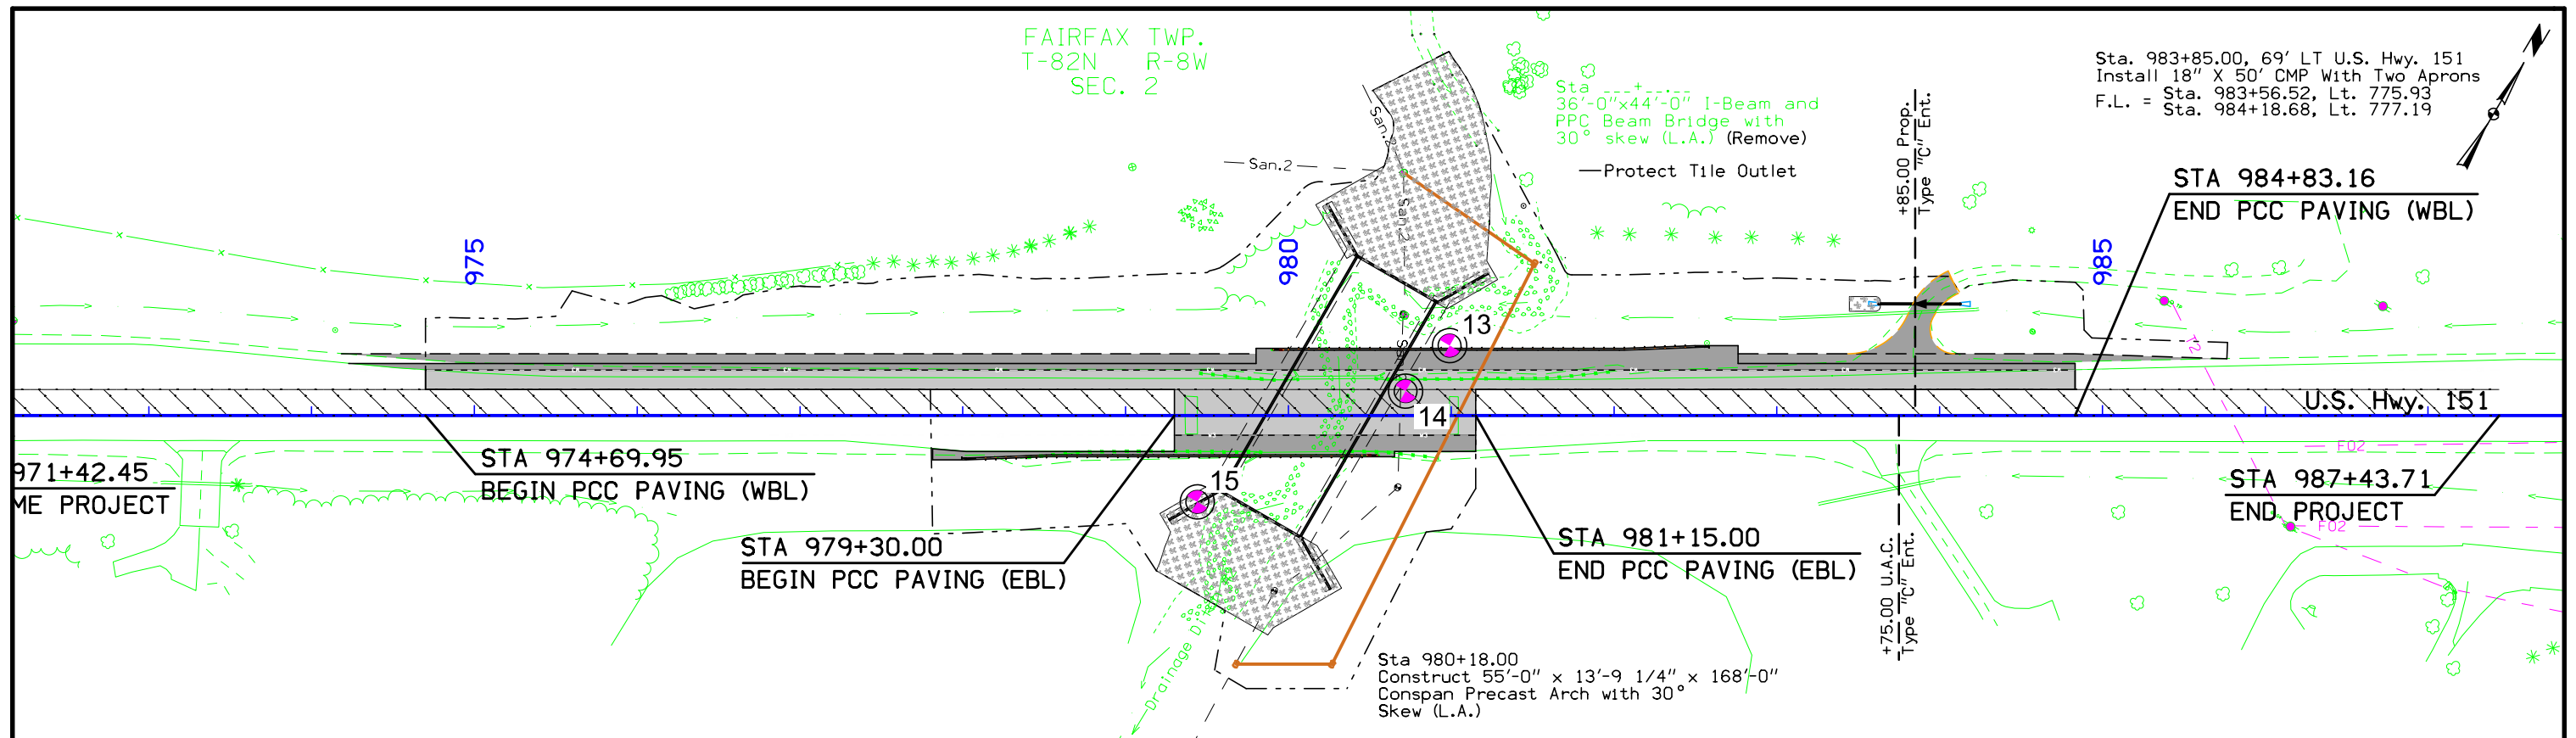 FAIRFAX TWP.
T-82N R-8W
SEC. 2
Sta ___+__.__
36'-0"x44'-0" I-Beam and
PPC Beam Bridge with
30° skew (L.A.) (Remove)
Protect Tile Outlet
Sta. 983+85.00, 69' LT U.S. Hwy. 151
Install 18" X 50' CMP With Two Aprons
F.L. = Sta. 983+56.52, Lt. 775.93
Sta. 984+18.68, Lt. 777.19
+85.00 Prop.
Type "C" Ent.
STA 984+83.16
END PCC PAVING (WBL)
San.2
San.
San.2
975
980
985
13
14
15
U.S. Hwy. 151
971+42.45
ME PROJECT
STA 974+69.95
BEGIN PCC PAVING (WBL)
STA 979+30.00
BEGIN PCC PAVING (EBL)
STA 981+15.00
END PCC PAVING (EBL)
+75.00 U.A.C.
Type "C" Ent.
STA 987+43.71
END PROJECT
F02
F02
Drainage Di
Sta 980+18.00
Construct 55'-0" x 13'-9 1/4" x 168'-0"
Conspan Precast Arch with 30°
Skew (L.A.)